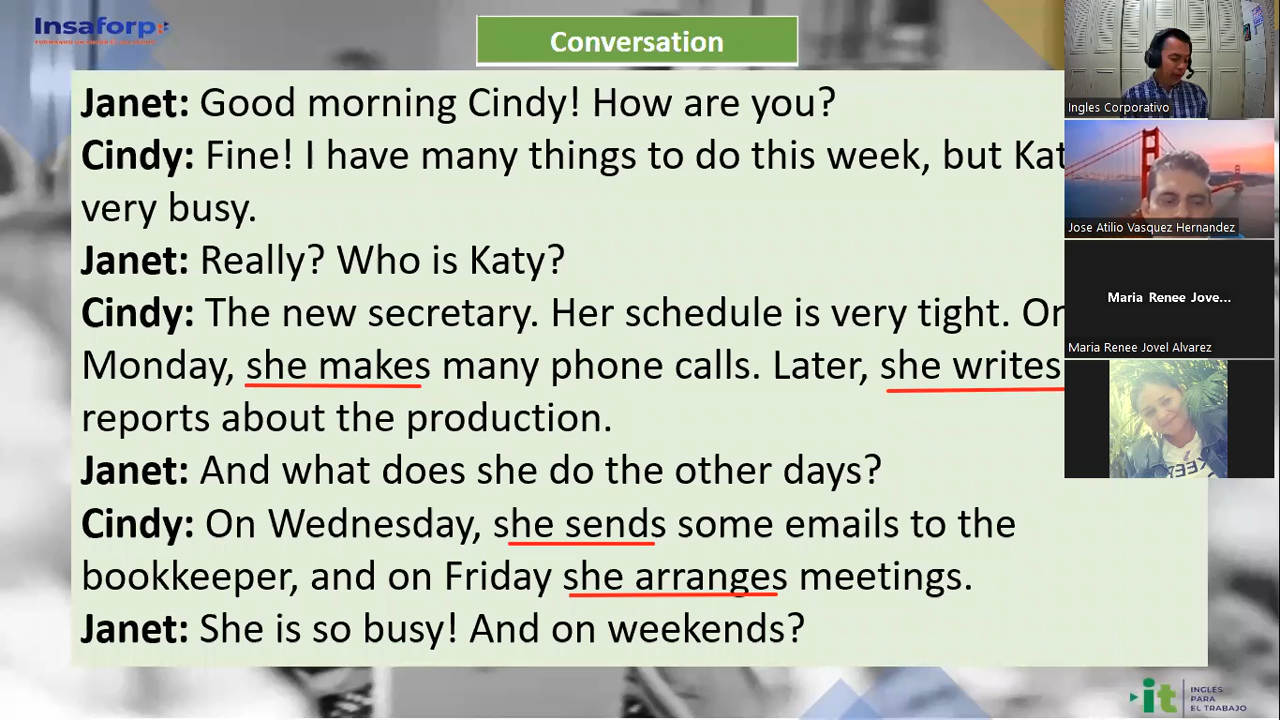 Insaforp
Conversation
Janet: Good morning Cindy! How are you?
Cindy: Fine! I have many things to do this week, but Kat
very busy.
Janet: Really? Who is Katy?
Cindy: The new secretary. Her schedule is very tight. On
Monday, she makes many phone calls. Later, she writes
reports about the production.
Janet: And what does she do the other days?
Cindy: On Wednesday, she sends some emails to the
bookkeeper, and on Friday she arranges meetings.
Janet: She is so busy! And on weekends?
Ingles Corporativo
Jose Atilio Vasquez Hernandez
Maria Renee Jove...
Maria Renee Jovel Alvarez
it
INGLES
PARA
EL TRABAJO